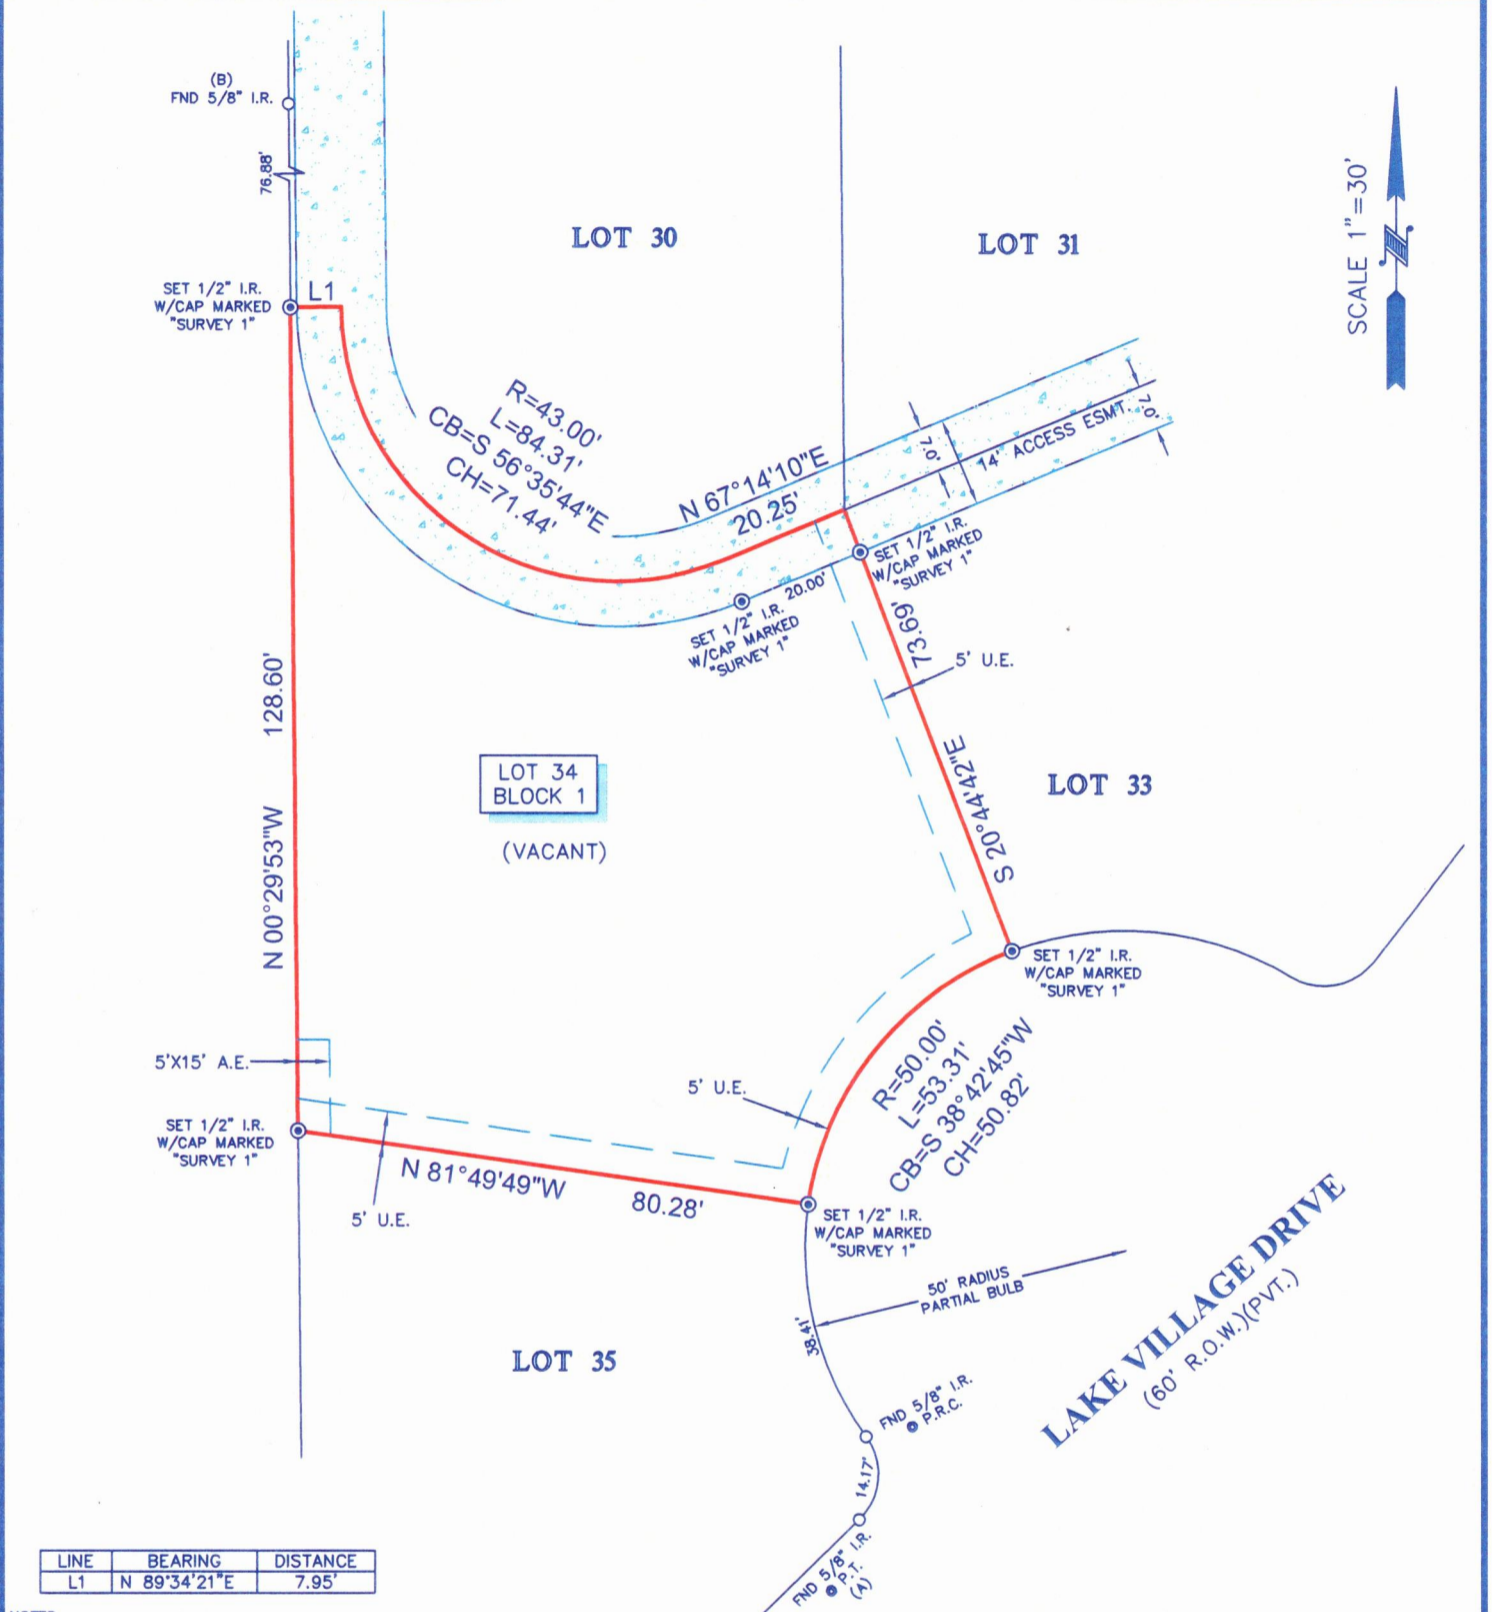 (B)
FND 5/8" I.R.
76.88'
SCALE 1"=30'
LOT 30
LOT 31
SET 1/2" I.R.
W/CAP MARKED
"SURVEY 1"
L1
R=43.00'
L=84.31'
CB=S 56°35'44"E
CH=71.44'
N 67°14'10"E
20.25'
7.0'
14' ACCESS ESMT.
7.0'
SET 1/2" I.R.
W/CAP MARKED
"SURVEY 1"
20.00'
SET 1/2" I.R.
W/CAP MARKED
"SURVEY 1"
73.69'
S 20°44'42"E
5' U.E.
128.60'
N 00°29'53"W
LOT 34
BLOCK 1
(VACANT)
LOT 33
SET 1/2" I.R.
W/CAP MARKED
"SURVEY 1"
5'X15' A.E.
5' U.E.
R=50.00'
L=53.31'
CB=S 38°42'45"W
CH=50.82'
SET 1/2" I.R.
W/CAP MARKED
"SURVEY 1"
N 81°49'49"W
80.28'
5' U.E.
SET 1/2" I.R.
W/CAP MARKED
"SURVEY 1"
50' RADIUS
PARTIAL BULB
38.41'
LAKE VILLAGE DRIVE
(60' R.O.W.)(PVT.)
LOT 35
FND 5/8" I.R.
@ P.R.C.
14.17'
FND 5/8" I.R.
@ P.T.
(A)
LINE BEARING DISTANCE
L1 N 89°34'21"E 7.95'